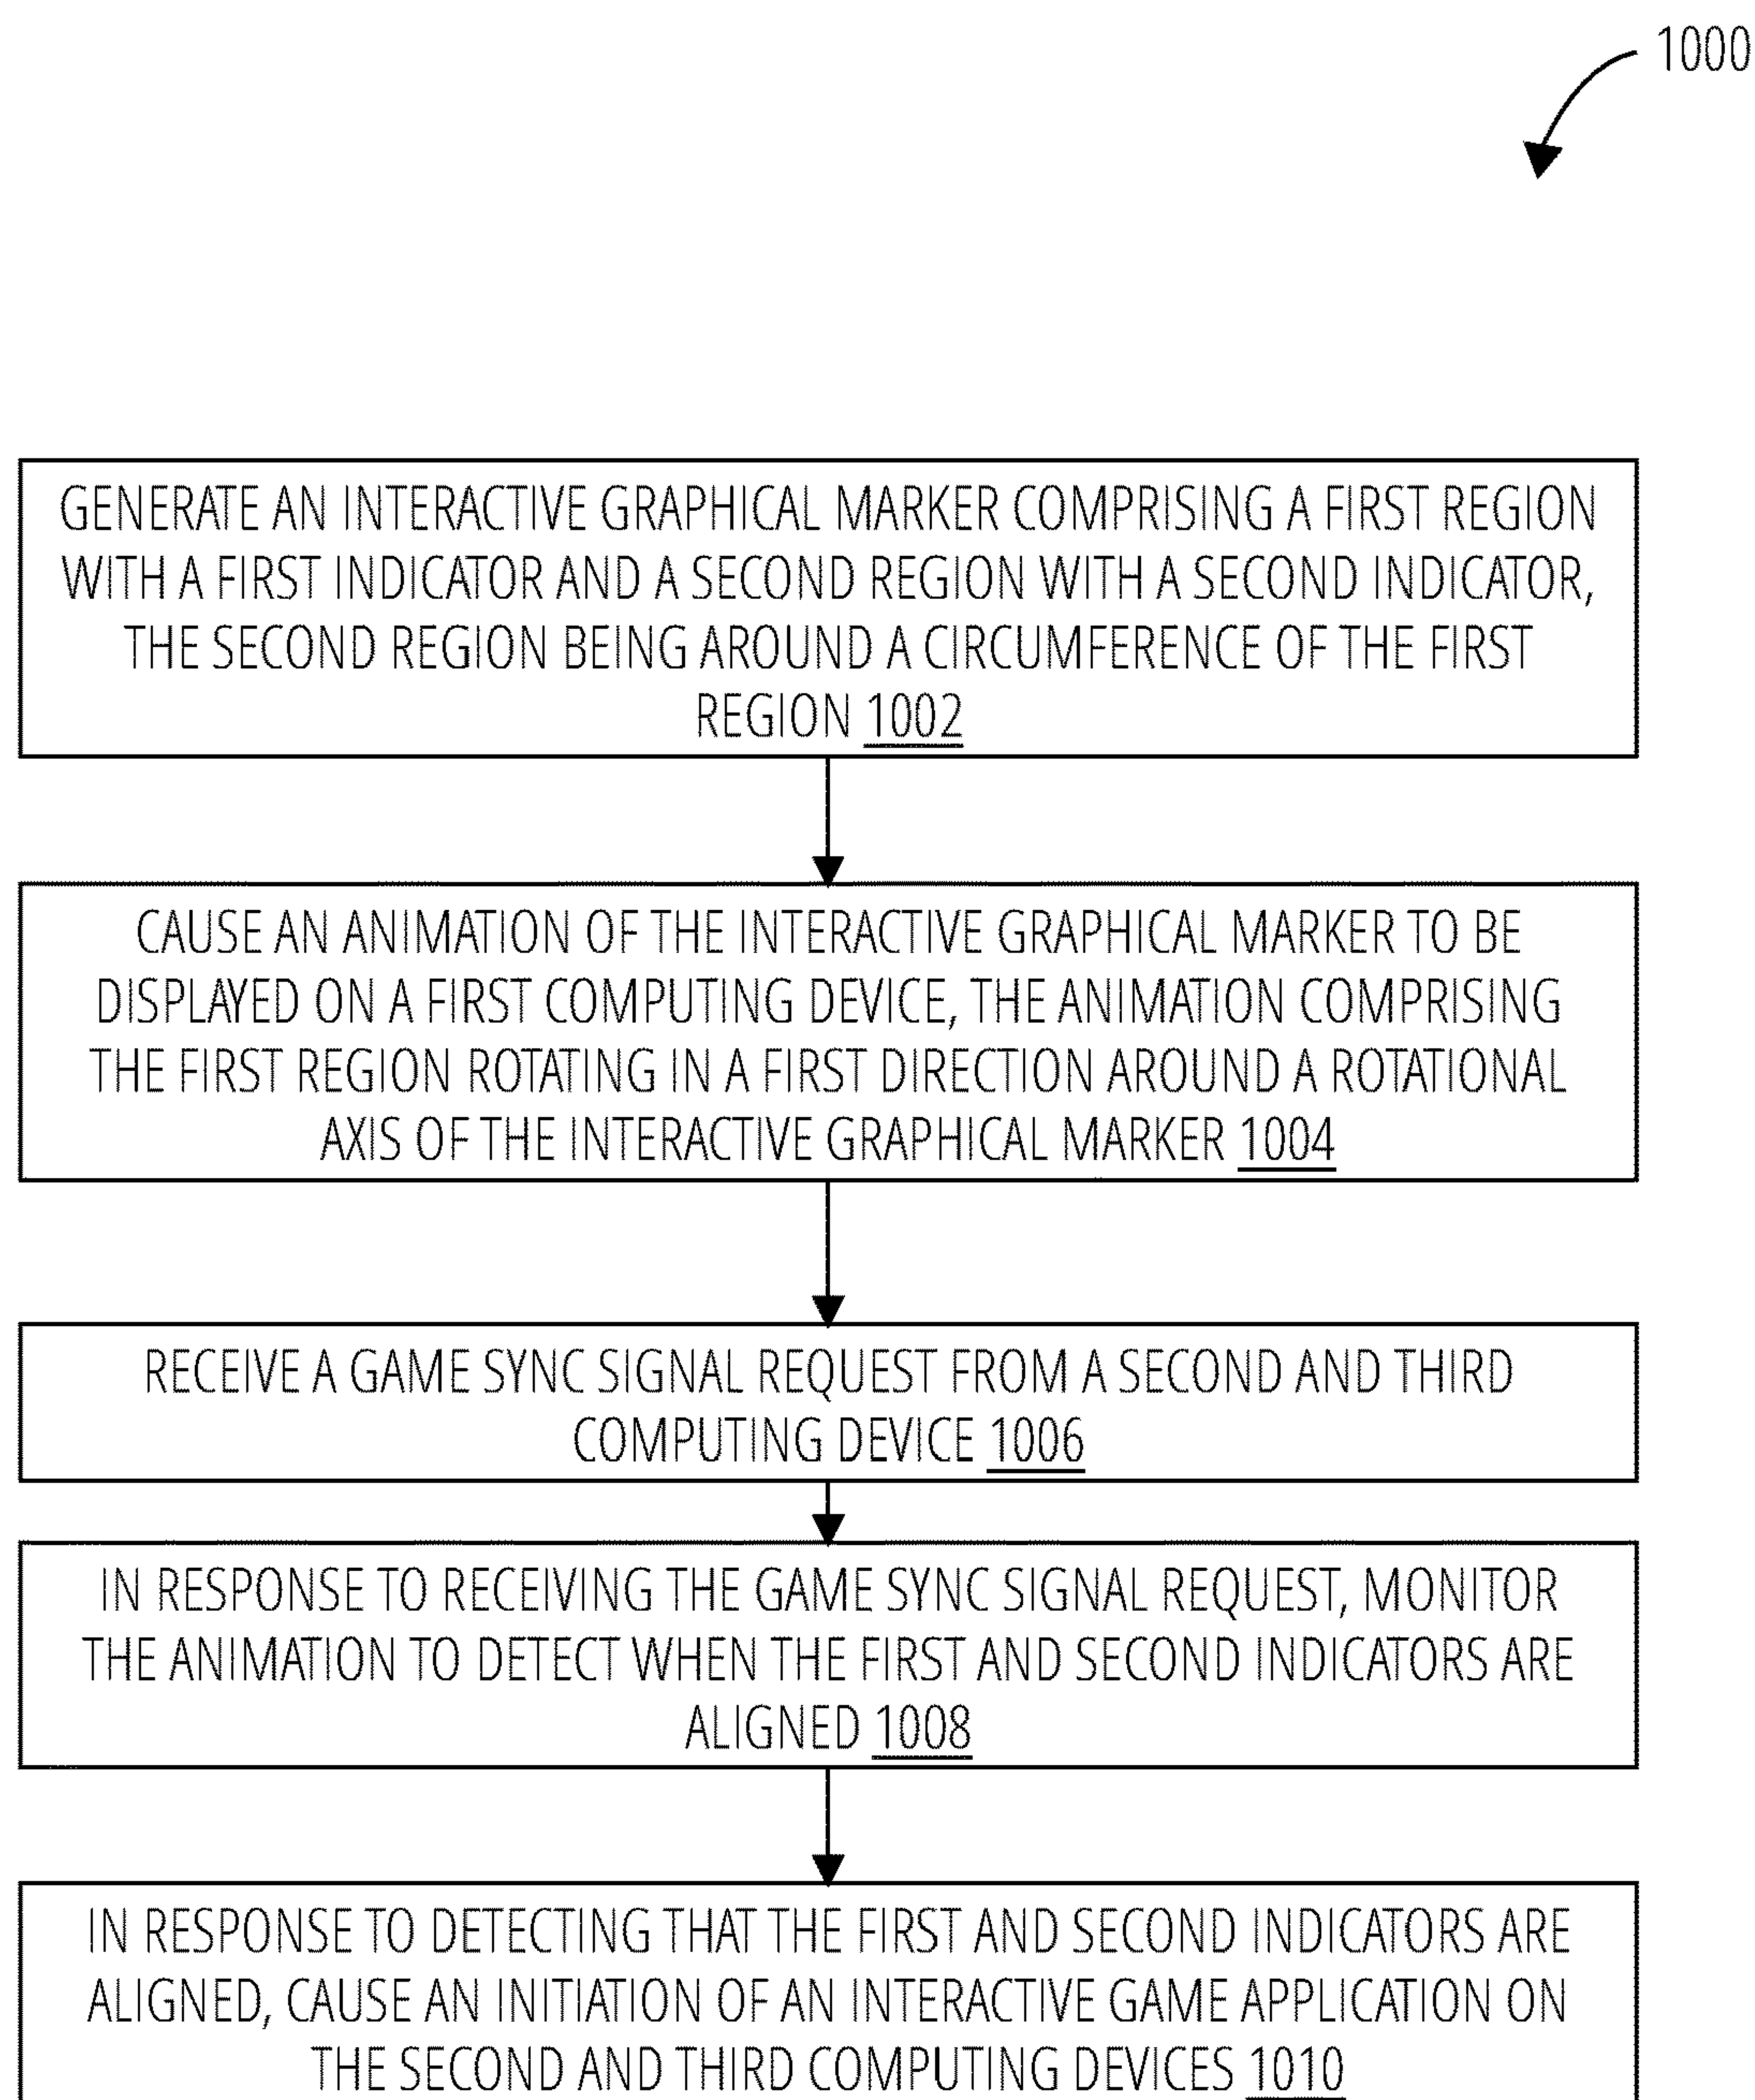 1000
GENERATE AN INTERACTIVE GRAPHICAL MARKER COMPRISING A FIRST REGION
WITH A FIRST INDICATOR AND A SECOND REGION WITH A SECOND INDICATOR,
THE SECOND REGION BEING AROUND A CIRCUMFERENCE OF THE FIRST
REGION 1002
CAUSE AN ANIMATION OF THE INTERACTIVE GRAPHICAL MARKER TO BE
DISPLAYED ON A FIRST COMPUTING DEVICE, THE ANIMATION COMPRISING
THE FIRST REGION ROTATING IN A FIRST DIRECTION AROUND A ROTATIONAL
AXIS OF THE INTERACTIVE GRAPHICAL MARKER 1004
RECEIVE A GAME SYNC SIGNAL REQUEST FROM A SECOND AND THIRD
COMPUTING DEVICE 1006
IN RESPONSE TO RECEIVING THE GAME SYNC SIGNAL REQUEST, MONITOR
THE ANIMATION TO DETECT WHEN THE FIRST AND SECOND INDICATORS ARE
ALIGNED 1008
IN RESPONSE TO DETECTING THAT THE FIRST AND SECOND INDICATORS ARE
ALIGNED, CAUSE AN INITIATION OF AN INTERACTIVE GAME APPLICATION ON
THE SECOND AND THIRD COMPUTING DEVICES 1010